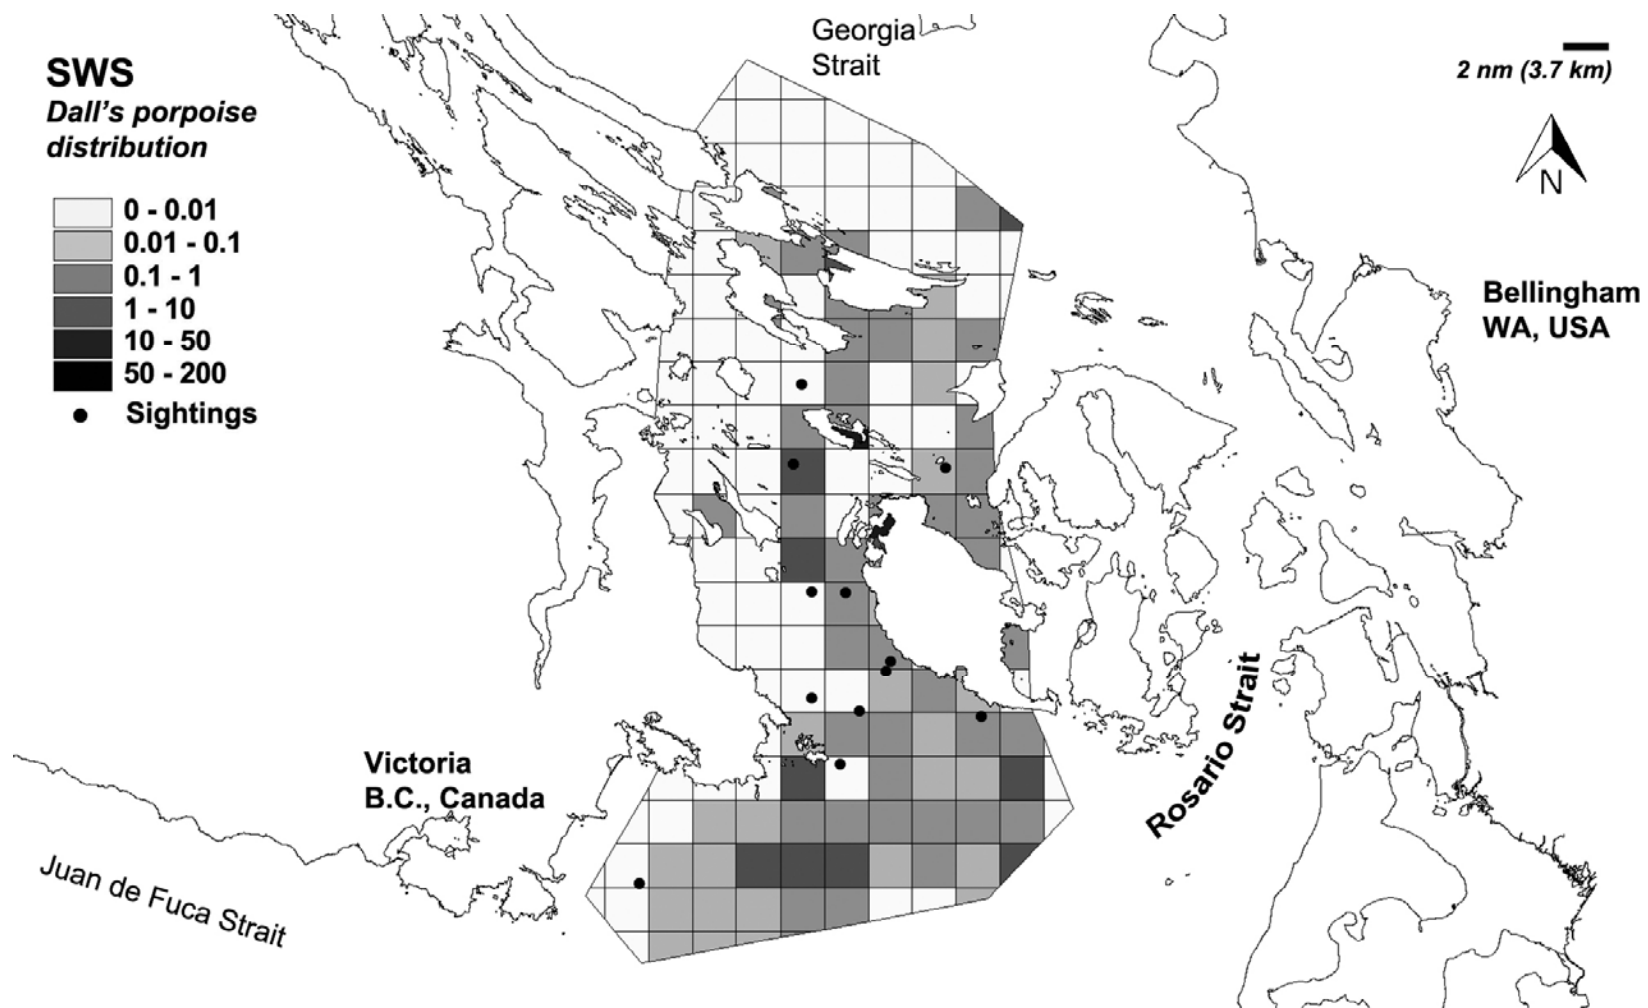 Georgia
Strait
SWS
Dall's porpoise
distribution
0 - 0.01
0.01 - 0.1
0.1 - 1
1 - 10
10 - 50
50 - 200
Sightings
2 nm (3.7 km)
N
Bellingham
WA, USA
Victoria
B.C., Canada
Juan de Fuca Strait
Rosario Strait